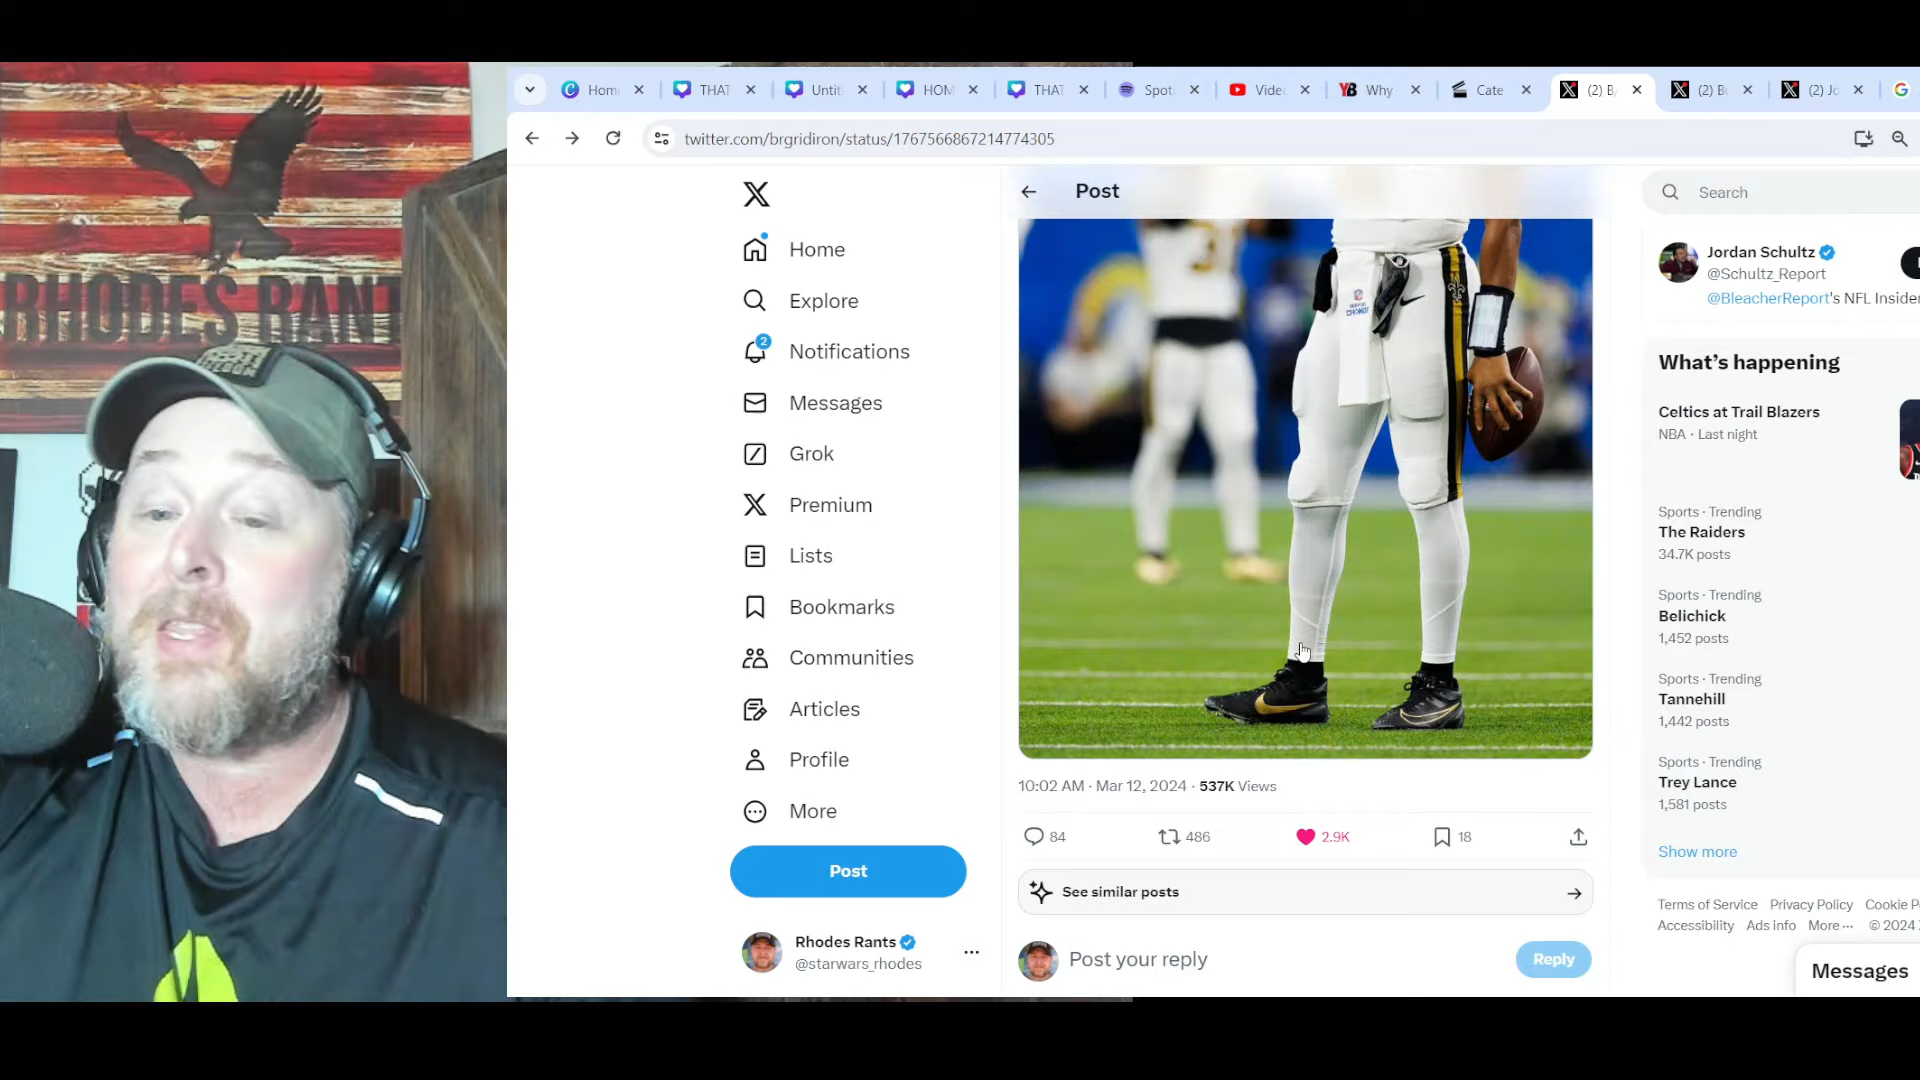 RHODES RANT
Hom
THAT
Untit
HOM
THAT
Spot
Vide
Why
Cate
(2) B
(2) B
(2) Jo
twitter.com/brgridiron/status/1767566867214774305
Home
Explore
2
Notifications
Messages
Grok
Premium
Lists
Bookmarks
Communities
Articles
Profile
More
Post
Rhodes Rants
@starwars_rhodes
Post
10:02 AM · Mar 12, 2024 · 537K Views
84
486
2.9K
18
See similar posts
Post your reply
Reply
Search
Jordan Schultz
@Schultz_Report
@BleacherReport's NFL Insider
What's happening
Celtics at Trail Blazers
NBA · Last night
Sports · Trending
The Raiders
34.7K posts
Sports · Trending
Belichick
1,452 posts
Sports · Trending
Tannehill
1,442 posts
Sports · Trending
Trey Lance
1,581 posts
Show more
Terms of Service Privacy Policy Cookie P
Accessibility Ads info More ··· © 2024
Messages